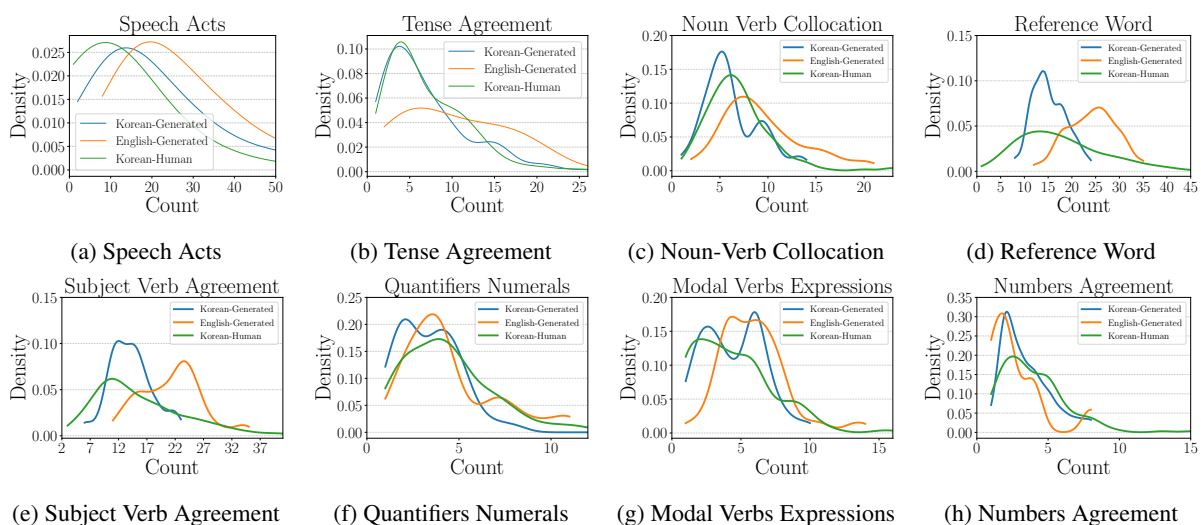 Speech Acts
Density
0.025
0.020
0.015
0.010
0.005
0.000
Korean-Generated
English-Generated
Korean-Human
0 10 20 30 40 50
Count
(a) Speech Acts
Tense Agreement
Density
0.10
0.08
0.06
0.04
0.02
0.00
Korean-Generated
English-Generated
Korean-Human
0 5 10 15 20 25
Count
(b) Tense Agreement
Noun Verb Collocation
Density
0.20
0.15
0.10
0.05
0.00
Korean-Generated
English-Generated
Korean-Human
0 10 20
Count
(c) Noun-Verb Collocation
Reference Word
Density
0.15
0.10
0.05
0.00
Korean-Generated
English-Generated
Korean-Human
0 5 10 15 20 25 30 35 40 45
Count
(d) Reference Word
Subject Verb Agreement
Density
0.15
0.10
0.05
0.00
Korean-Generated
English-Generated
Korean-Human
2 7 12 17 22 27 32 37
Count
(e) Subject Verb Agreement
Quantifiers Numerals
Density
0.25
0.20
0.15
0.10
0.05
0.00
Korean-Generated
English-Generated
Korean-Human
0 5 10
Count
(f) Quantifiers Numerals
Modal Verbs Expressions
Density
0.20
0.15
0.10
0.05
0.00
Korean-Generated
English-Generated
Korean-Human
0 5 10 15
Count
(g) Modal Verbs Expressions
Numbers Agreement
Density
0.35
0.30
0.25
0.20
0.15
0.10
0.05
0.00
Korean-Generated
English-Generated
Korean-Human
0 5 10 15
Count
(h) Numbers Agreement